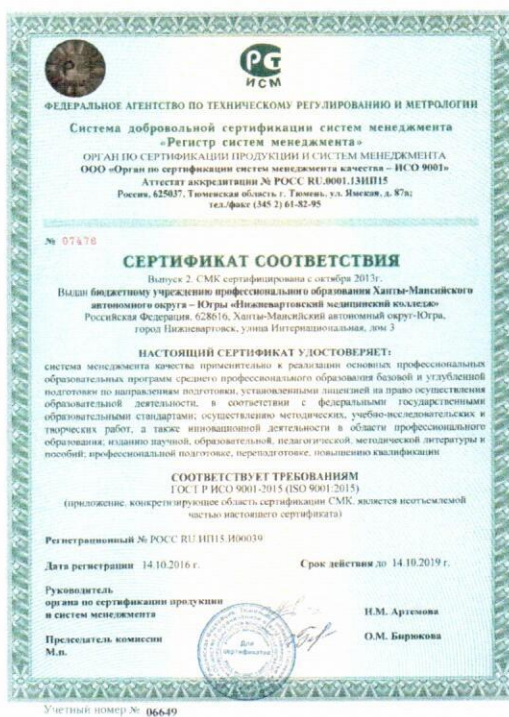 РСТ
ИСМ
ФЕДЕРАЛЬНОЕ АГЕНТСТВО ПО ТЕХНИЧЕСКОМУ РЕГУЛИРОВАНИЮ И МЕТРОЛОГИИ
Система добровольной сертификации систем менеджмента
«Регистр систем менеджмента»
ОРГАН ПО СЕРТИФИКАЦИИ ПРОДУКЦИИ И СИСТЕМ МЕНЕДЖМЕНТА
ООО «Орган по сертификации систем менеджмента качества – ИСО 9001»
Аттестат аккредитации № РОСС RU.0001.13ИП15
Россия, 625037, Тюменская область г. Тюмень, ул. Ямская, д. 87а;
тел./факс (345 2) 61-82-95
№ 07478
СЕРТИФИКАТ СООТВЕТСТВИЯ
Выпуск 2. СМК сертифицирована с октября 2013г.
Выдан бюджетному учреждению профессионального образования Ханты-Мансийского
автономного округа – Югры «Нижневартовский медицинский колледж»
Российская Федерация, 628616, Ханты-Мансийский автономный округ-Югра,
город Нижневартовск, улица Интернациональная, дом 3
НАСТОЯЩИЙ СЕРТИФИКАТ УДОСТОВЕРЯЕТ:
система менеджмента качества применительно к реализации основных профессиональных
образовательных программ среднего профессионального образования базовой и углубленной
подготовки по направлениям подготовки, установленными лицензией на право осуществления
образовательной деятельности, в соответствии с федеральными государственными
образовательными стандартами; осуществлению методических, учебно-исследовательских и
творческих работ, а также инновационной деятельности в области профессионального
образования; изданию научной, образовательной, педагогической, методической литературы и
пособий; профессиональной подготовке, переподготовке, повышению квалификации
СООТВЕТСТВУЕТ ТРЕБОВАНИЯМ
ГОСТ Р ИСО 9001-2015 (ISO 9001:2015)
(приложение, конкретизирующее область сертификации СМК, является неотъемлемой
частью настоящего сертификата)
Регистрационный № РОСС RU.ИП15.И00039
Дата регистрации 14.10.2016 г. Срок действия до 14.10.2019 г.
Руководитель
органа по сертификации продукции
и систем менеджмента Н.М. Артемова
Председатель комиссии О.М. Бирюкова
М.п.
Для
сертификатов
Учетный номер № 06649